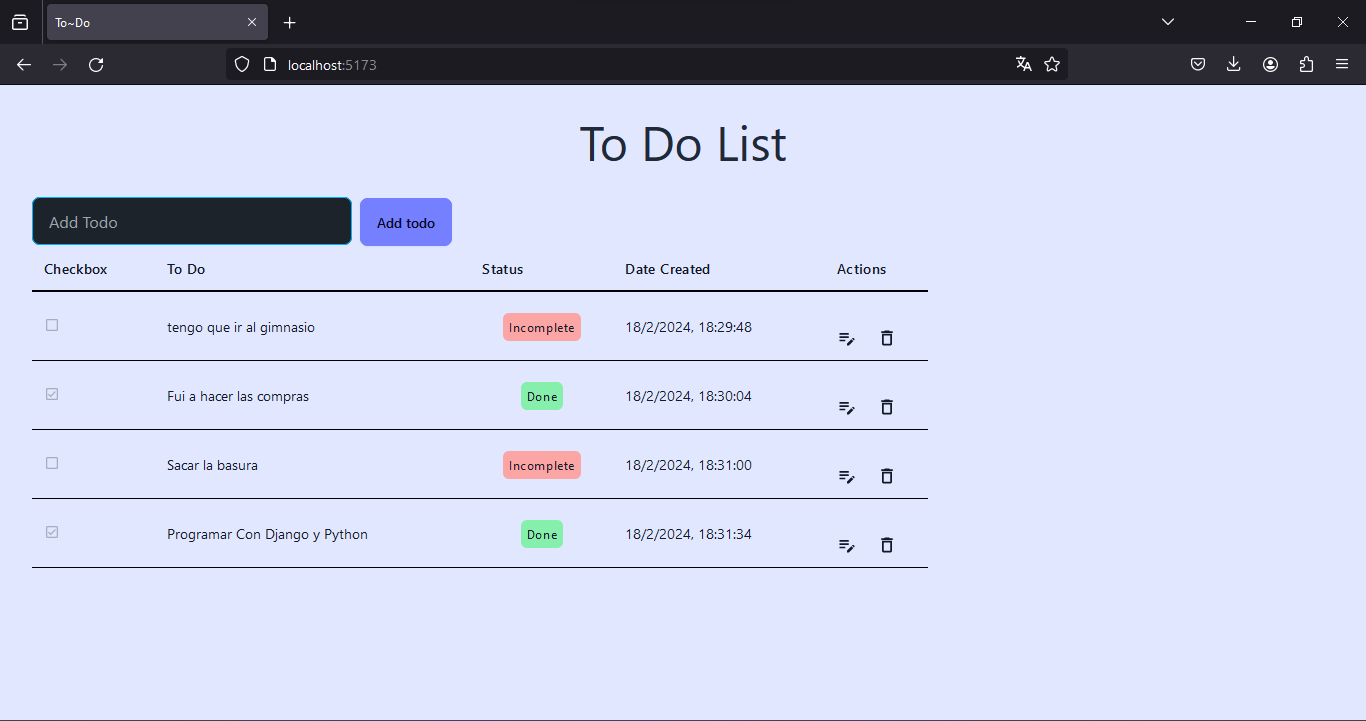 To~Do
localhost:5173
To Do List
Add Todo Add todo
Checkbox To Do Status Date Created Actions
tengo que ir al gimnasio Incomplete 18/2/2024, 18:29:48
Fui a hacer las compras Done 18/2/2024, 18:30:04
Sacar la basura Incomplete 18/2/2024, 18:31:00
Programar Con Django y Python Done 18/2/2024, 18:31:34